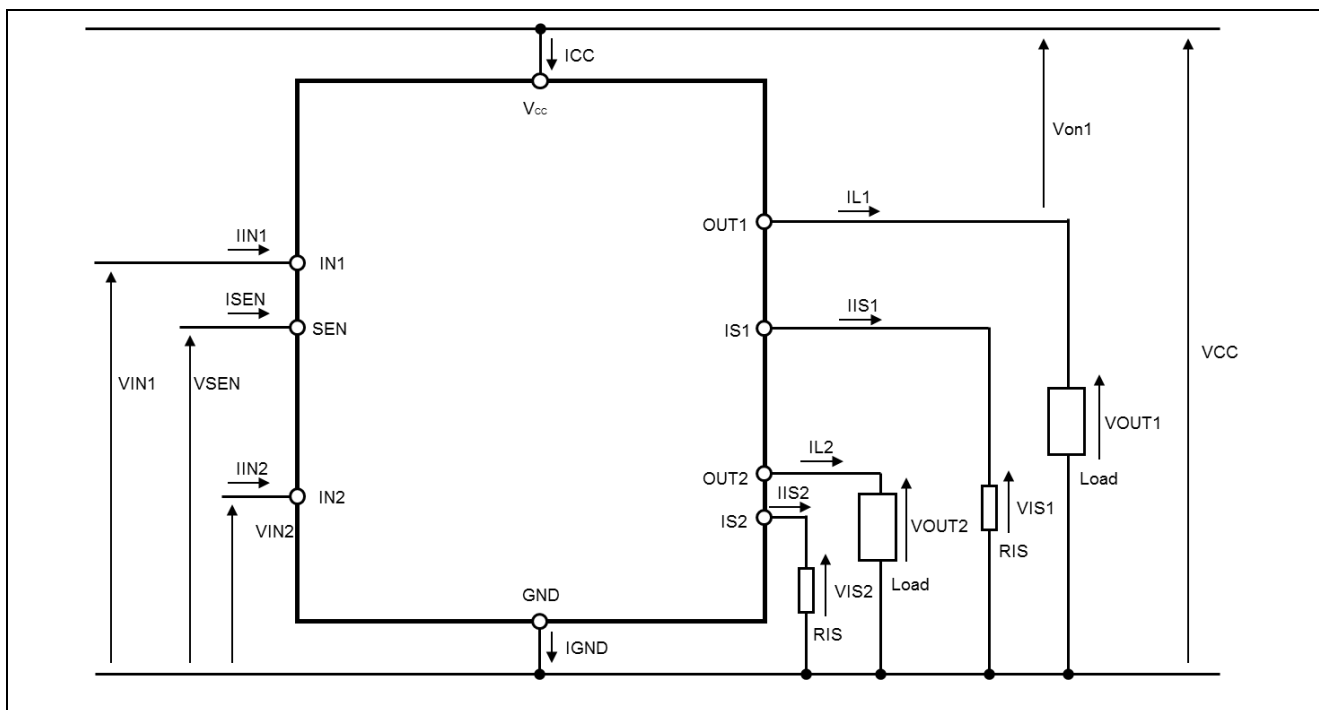 ICC
Vcc
Von1
IL1
OUT1
IIN1
IN1
ISEN
SEN
IIS1
IS1
VIN1
VSEN
VCC
VOUT1
IL2
Load
IIN2
OUT2
IIS2
IN2
VIN2
IS2
VOUT2
VIS1
RIS
Load
VIS2
GND
RIS
IGND